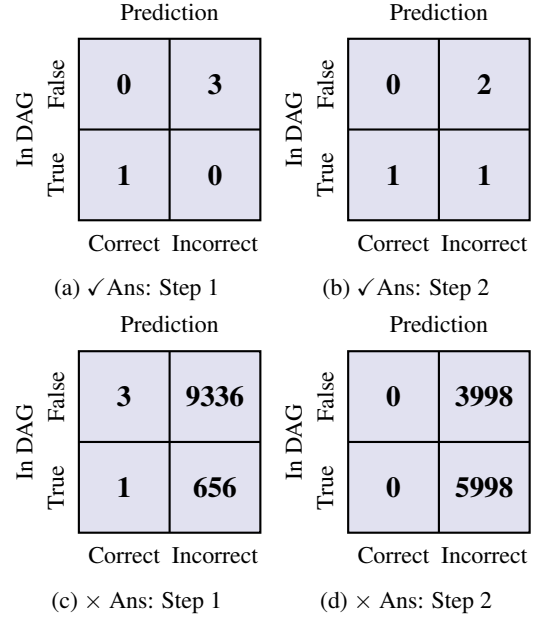 Prediction Prediction
In DAG False 0 3 In DAG False 0 2
True 1 0 True 1 1
Correct Incorrect Correct Incorrect
(a) ✓Ans: Step 1 (b) ✓Ans: Step 2
Prediction Prediction
In DAG False 3 9336 In DAG False 0 3998
True 1 656 True 0 5998
Correct Incorrect Correct Incorrect
(c) × Ans: Step 1 (d) × Ans: Step 2